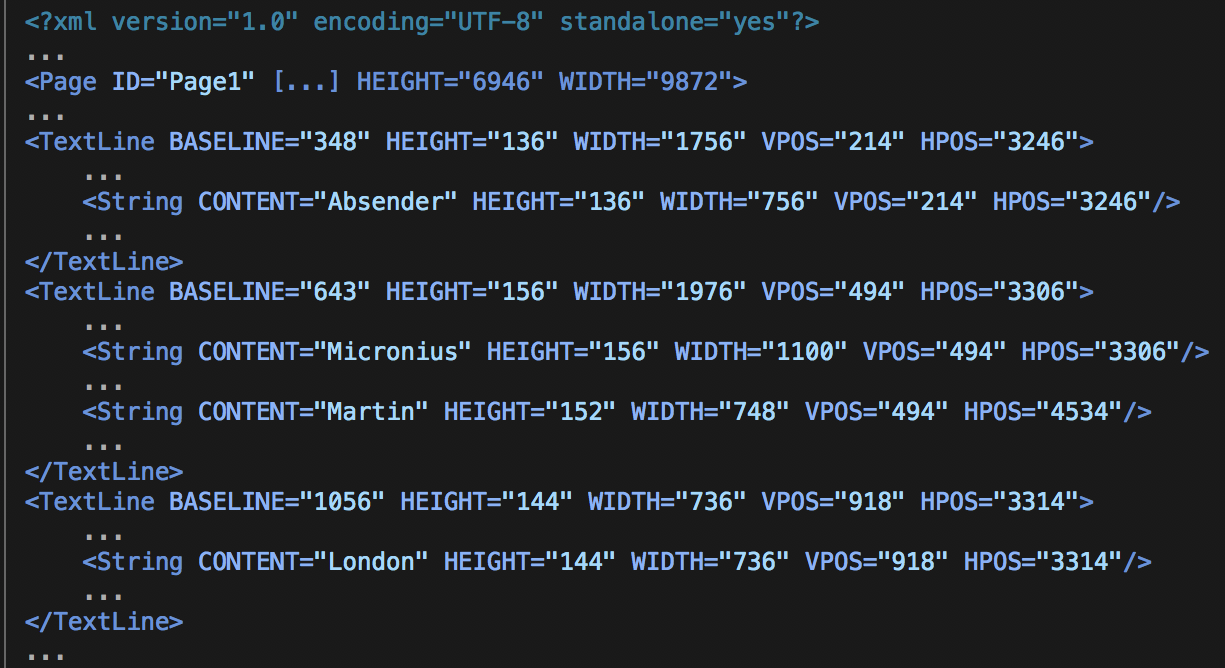 <?xml version="1.0" encoding="UTF-8" standalone="yes"?>
...
<Page ID="Page1" [...] HEIGHT="6946" WIDTH="9872">
...
<TextLine BASELINE="348" HEIGHT="136" WIDTH="1756" VPOS="214" HPOS="3246">
    ...
    <String CONTENT="Absender" HEIGHT="136" WIDTH="756" VPOS="214" HPOS="3246"/>
    ...
</TextLine>
<TextLine BASELINE="643" HEIGHT="156" WIDTH="1976" VPOS="494" HPOS="3306">
    ...
    <String CONTENT="Micronius" HEIGHT="156" WIDTH="1100" VPOS="494" HPOS="3306"/>
    ...
    <String CONTENT="Martin" HEIGHT="152" WIDTH="748" VPOS="494" HPOS="4534"/>
    ...
</TextLine>
<TextLine BASELINE="1056" HEIGHT="144" WIDTH="736" VPOS="918" HPOS="3314">
    ...
    <String CONTENT="London" HEIGHT="144" WIDTH="736" VPOS="918" HPOS="3314"/>
    ...
</TextLine>
...